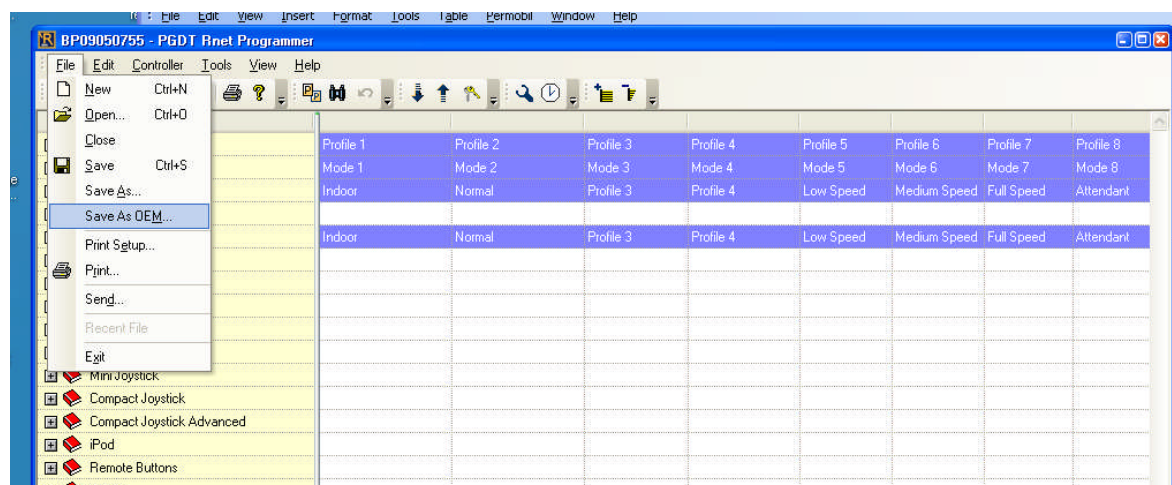 File Edit View Insert Format Tools Table Permobil Window Help
BP09050755 - PGDT Rnet Programmer
File Edit Controller Tools View Help
New Ctrl+N
Open... Ctrl+O
Close
Profile 1 Profile 2 Profile 3 Profile 4 Profile 5 Profile 6 Profile 7 Profile 8
Save Ctrl+S
Mode 1 Mode 2 Mode 3 Mode 4 Mode 5 Mode 6 Mode 7 Mode 8
Save As...
Indoor Normal Profile 3 Profile 4 Low Speed Medium Speed Full Speed Attendant
Save As OEM...
Indoor Normal Profile 3 Profile 4 Low Speed Medium Speed Full Speed Attendant
Print Setup...
Print...
Send...
Recent File
Exit
Mini Joystick
Compact Joystick
Compact Joystick Advanced
iPod
Remote Buttons